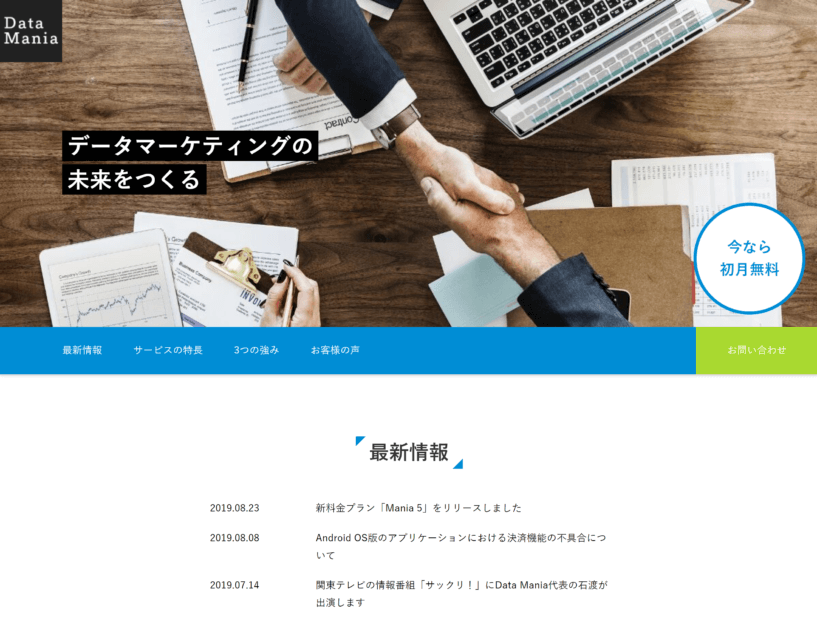 Data
Mania
Contract
データマーケティングの
未来をつくる
今なら
初月無料
Business Company
INVOI
最新情報
サービスの特長
3つの強み
お客様の声
お問い合わせ
最新情報
2019.08.23
新料金プラン「Mania 5」をリリースしました
2019.08.08
Android OS版のアプリケーションにおける決済機能の不具合につ
いて
2019.07.14
関東テレビの情報番組「サックリ！」にData Mania代表の石渡が
出演します